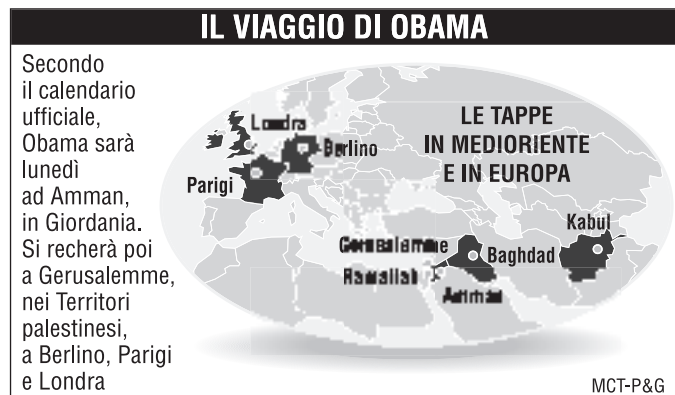 IL VIAGGIO DI OBAMA
Secondo
il calendario
ufficiale,
Obama sarà
lunedì
ad Amman,
in Giordania.
Si recherà poi
a Gerusalemme,
nei Territori
palestinesi,
a Berlino, Parigi
e Londra
LE TAPPE
IN MEDIORIENTE
E IN EUROPA
Londra
Berlino
Parigi
Kabul
Gerusalemme
Baghdad
Ramallah
Amman
MCT-P&G